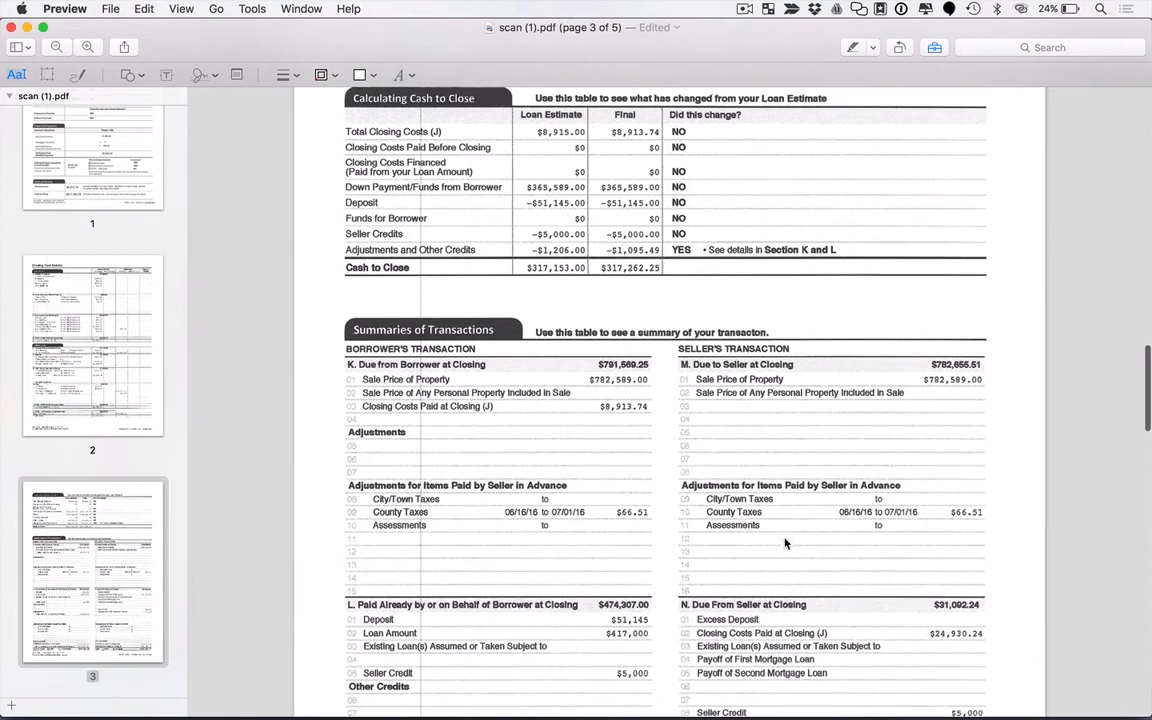 Preview File Edit View Go Tools Window Help 24%
scan (1).pdf (page 3 of 5) — Edited
Search
scan (1).pdf
1
2
3
Calculating Cash to Close Use this table to see what has changed from your Loan Estimate
Loan Estimate Final Did this change?
Total Closing Costs (J) $8,915.00 $8,913.74 NO
Closing Costs Paid Before Closing $0 $0 NO
Closing Costs Financed
(Paid from your Loan Amount) $0 $0 NO
Down Payment/Funds from Borrower $365,589.00 $365,589.00 NO
Deposit -$51,145.00 -$51,145.00 NO
Funds for Borrower $0 $0 NO
Seller Credits -$5,000.00 -$5,000.00 NO
Adjustments and Other Credits -$1,206.00 -$1,095.49 YES • See details in Section K and L
Cash to Close $317,153.00 $317,262.25
Summaries of Transactions Use this table to see a summary of your transacton.
BORROWER'S TRANSACTION
K. Due from Borrower at Closing $791,569.25
01 Sale Price of Property $782,589.00
02 Sale Price of Any Personal Property Included in Sale
03 Closing Costs Paid at Closing (J) $8,913.74
04
Adjustments
05
06
07
Adjustments for Items Paid by Seller in Advance
08 City/Town Taxes to
09 County Taxes 06/16/16 to 07/01/16 $66.51
10 Assessments to
11
12
13
14
15
L. Paid Already by or on Behalf of Borrower at Closing $474,307.00
01 Deposit $51,145
02 Loan Amount $417,000
03 Existing Loan(s) Assumed or Taken Subject to
04
05 Seller Credit $5,000
Other Credits
06
07
SELLER'S TRANSACTION
M. Due to Seller at Closing $782,655.51
01 Sale Price of Property $782,589.00
02 Sale Price of Any Personal Property Included in Sale
03
04
05
06
07
08
Adjustments for Items Paid by Seller in Advance
09 City/Town Taxes to
10 County Taxes 06/16/16 to 07/01/16 $66.51
11 Assessments to
12
13
14
15
16
N. Due From Seller at Closing $31,092.24
01 Excess Deposit
02 Closing Costs Paid at Closing (J) $24,930.24
03 Existing Loan(s) Assumed or Taken Subject to
04 Payoff of First Mortgage Loan
05 Payoff of Second Mortgage Loan
06
07
08 Seller Credit $5,000